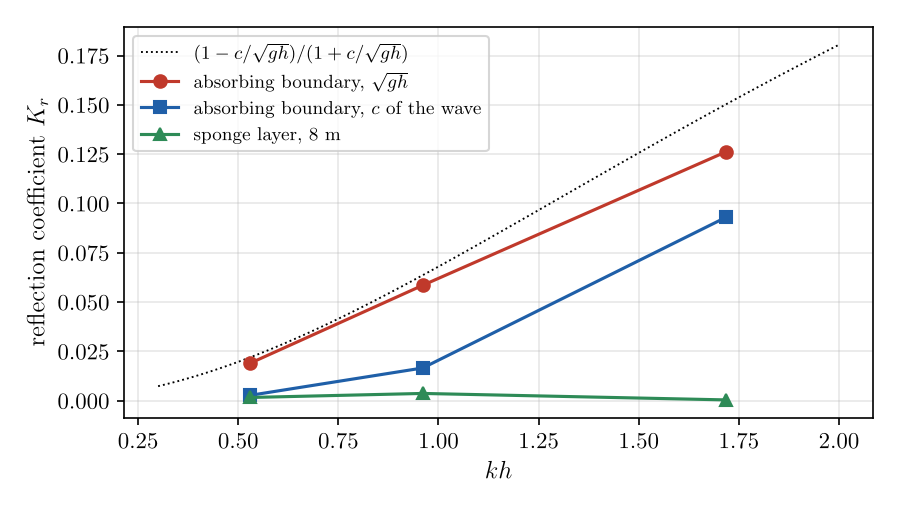 (1 − c/√gh)/(1 + c/√gh)
absorbing boundary, √gh
absorbing boundary, c of the wave
sponge layer, 8 m
reflection coefficient Kr
0.175
0.150
0.125
0.100
0.075
0.050
0.025
0.000
0.25 0.50 0.75 1.00 1.25 1.50 1.75 2.00
kh